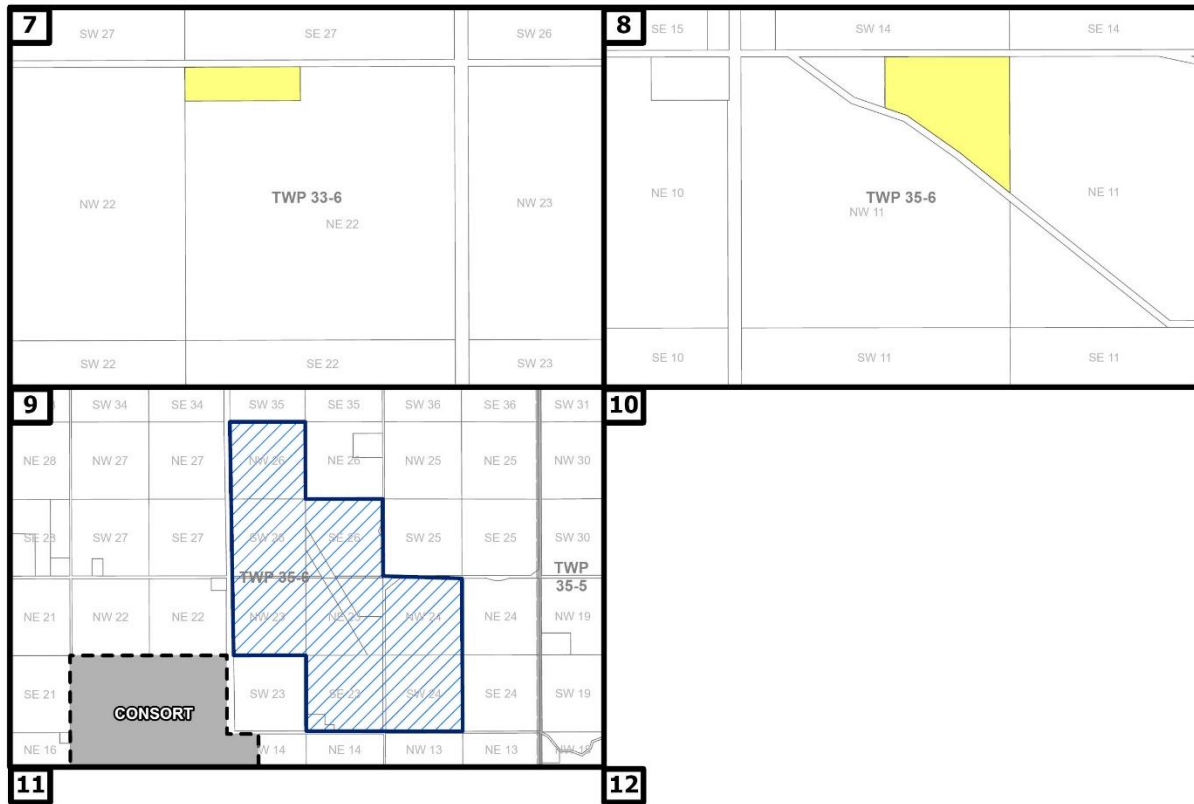 7
SW 27 SE 27 SW 26
TWP 33-6
NW 22 NE 22 NW 23
SW 22 SE 22 SW 23
8
SE 15 SW 14 SE 14
NE 10 TWP 35-6 NE 11
NW 11
SE 10 SW 11 SE 11
9
SW 34 SE 34 SW 35 SE 35 SW 36 SE 36 SW 31
NE 28 NW 27 NE 27 NW 26 NE 26 NW 25 NE 25 NW 30
SE 28 SW 27 SE 27 SW 26 SE 26 SW 25 SE 25 SW 30
TWP 35-6 TWP
35-5
NE 21 NW 22 NE 22 NW 23 NE 23 NW 24 NE 24 NW 19
SE 21 SW 23 SE 23 SW 24 SE 24 SW 19
CONSORT
NE 16 W 14 NE 14 NW 13 NE 13 NW 18
10
11
12